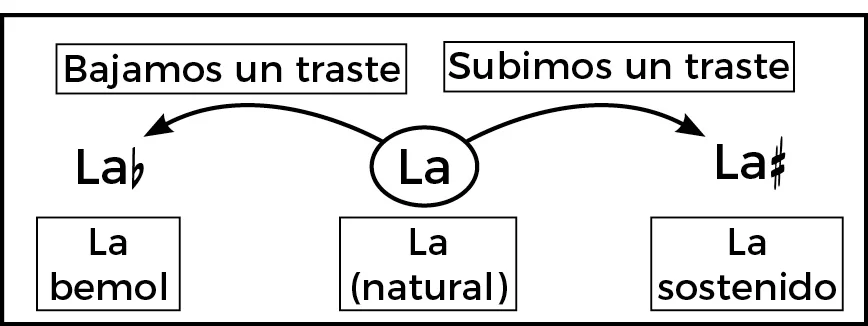 Bajamos un traste
Subimos un traste
La♭
La
La♯
La
bemol
La
(natural)
La
sostenido